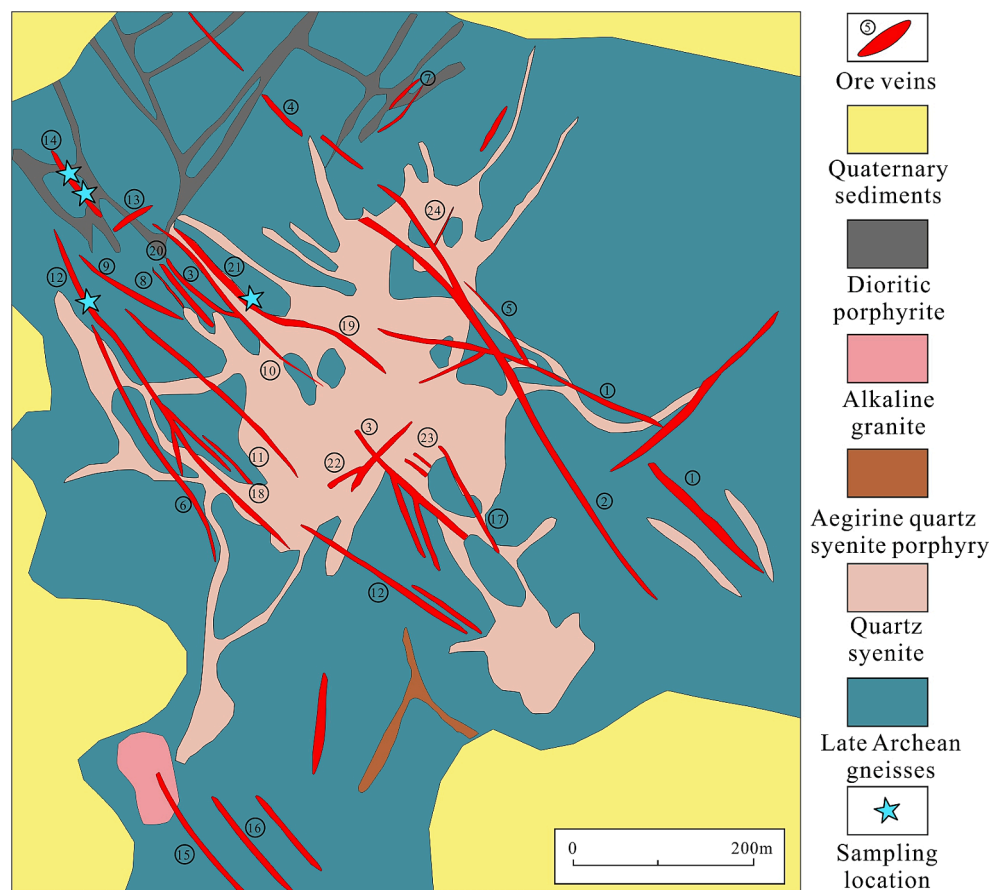 ⑤
Ore veins
Quaternary
sediments
Dioritic
porphyrite
Alkaline
granite
Aegirine quartz
syenite porphyry
Quartz
syenite
Late Archean
gneisses
Sampling
location
⑦
④
⑭
⑬
㉔
⑳
⑨
③
㉑
⑫
⑧
⑤
⑲
⑩
①
③
㉓
⑪
㉒
①
⑱
⑥
②
⑰
⑫
⑯
⑮
0
200m